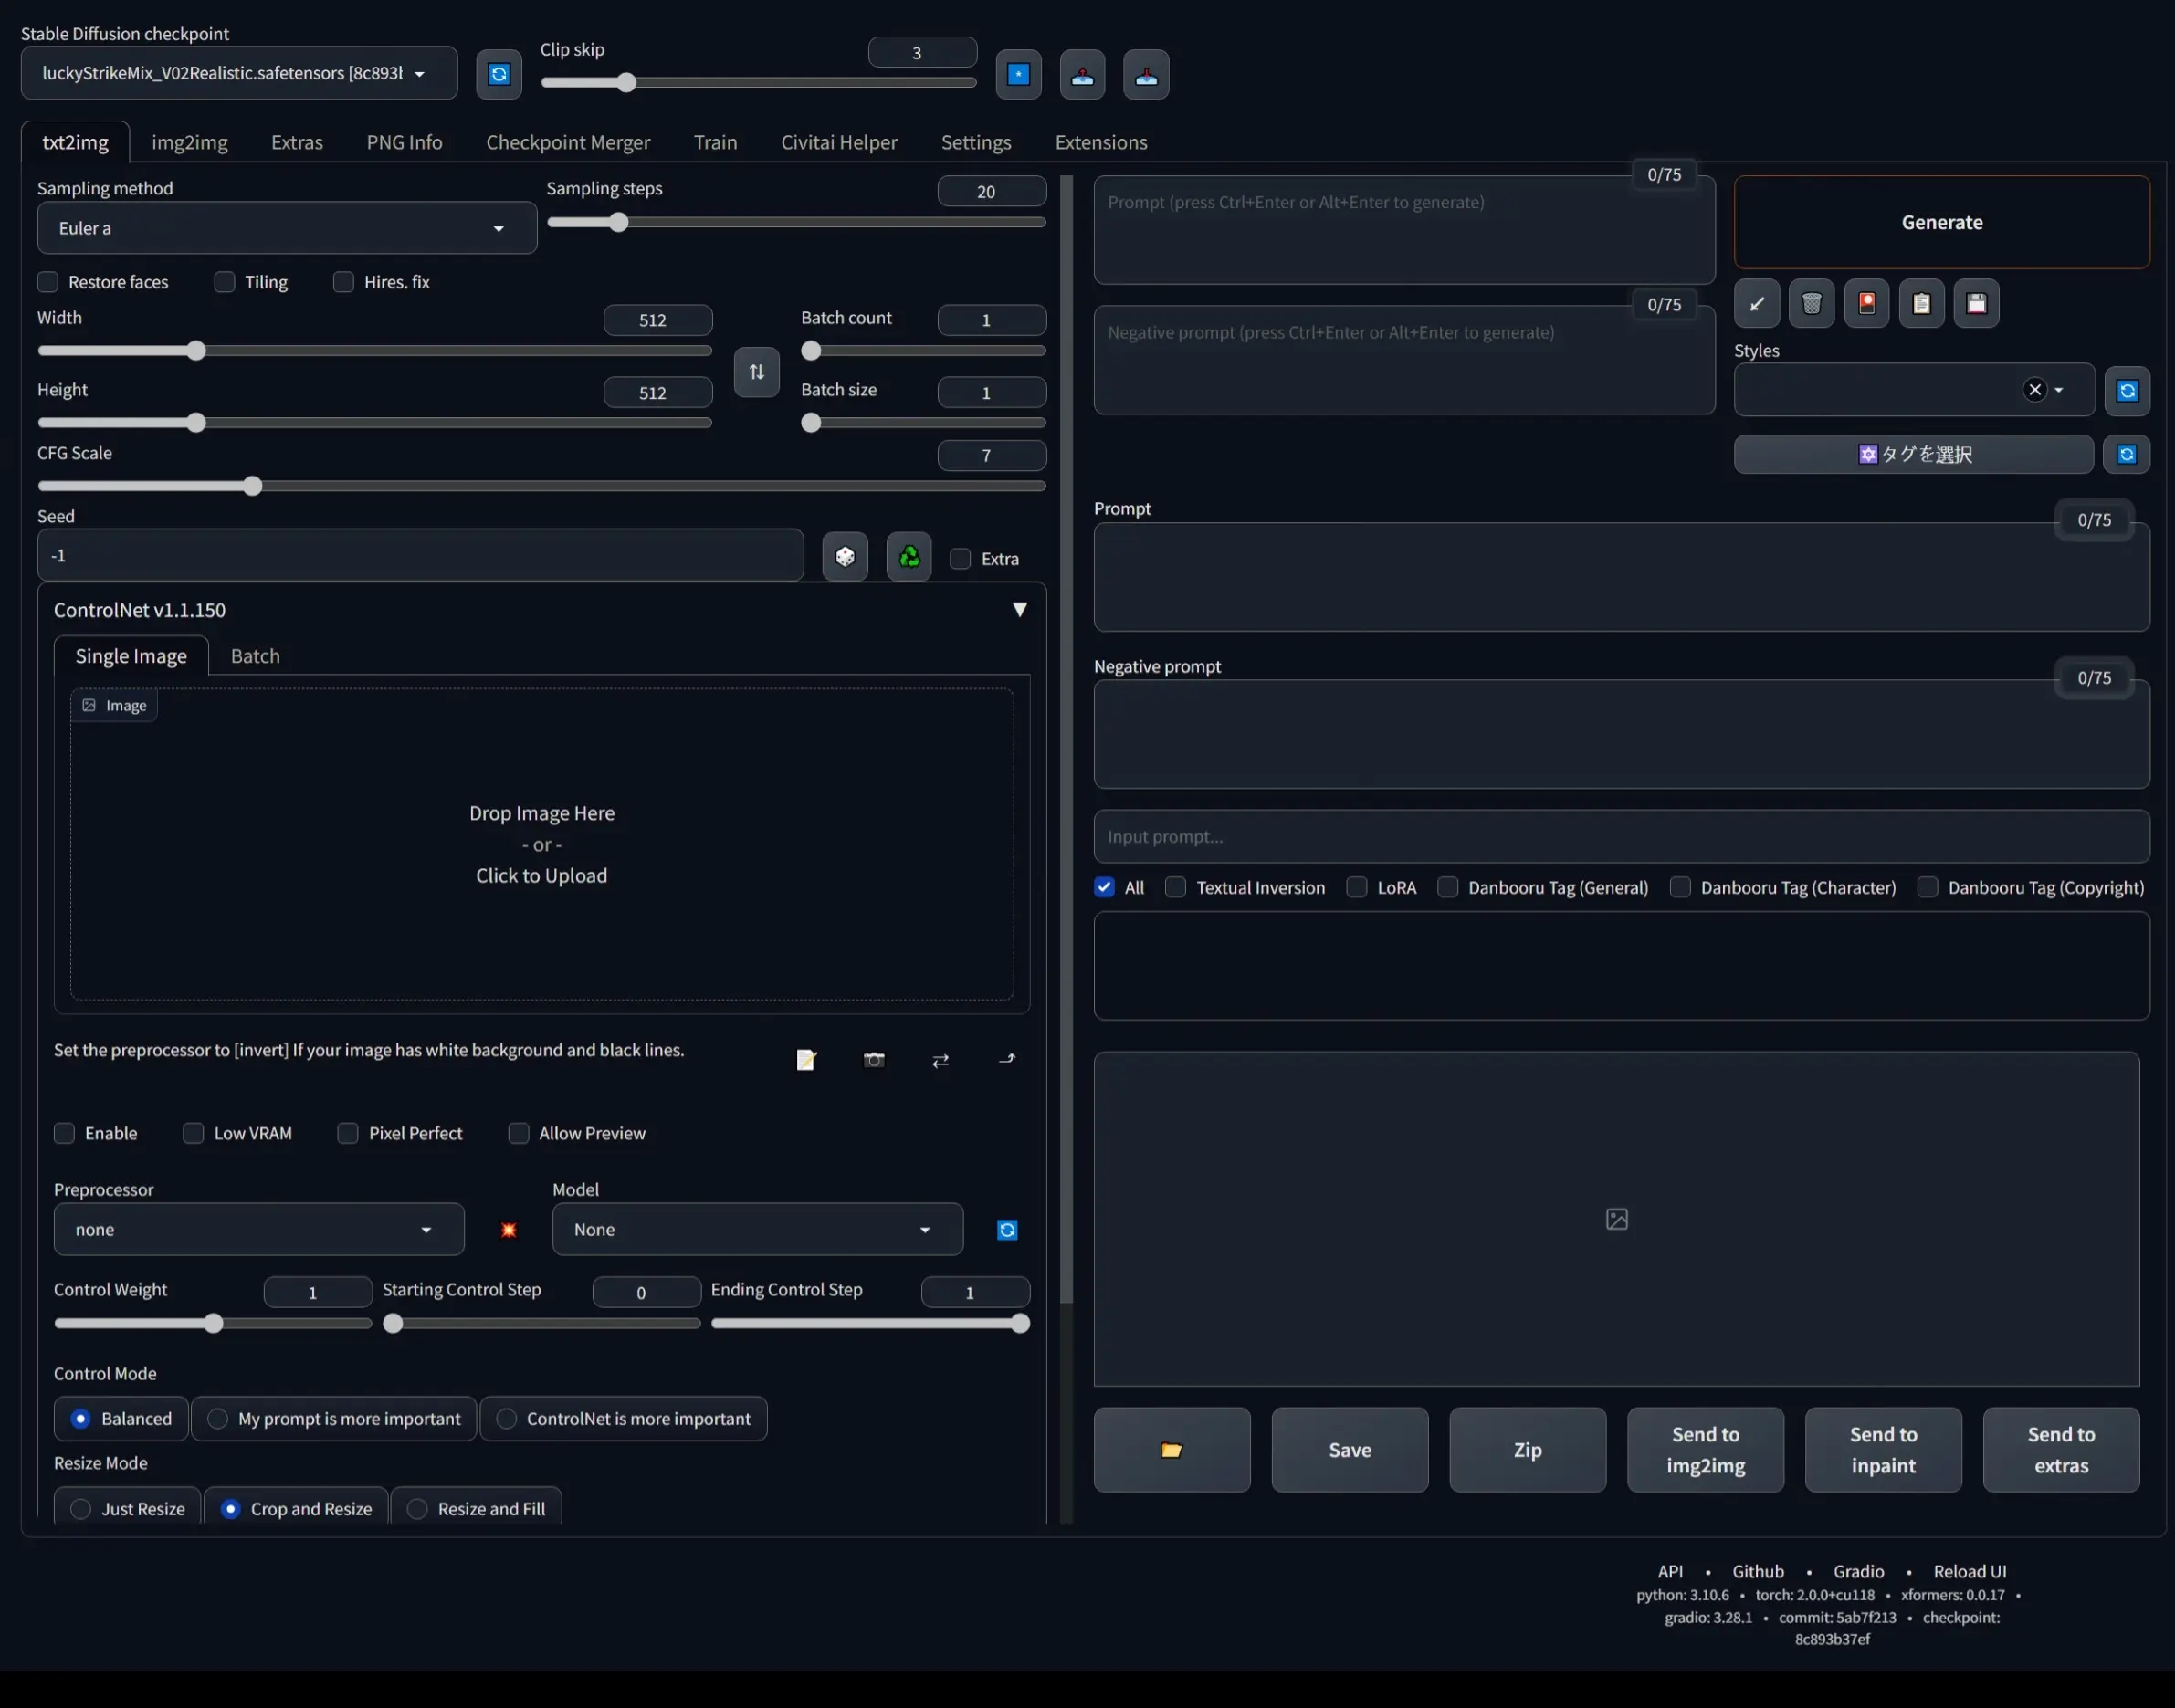 Stable Diffusion checkpoint
luckyStrikeMix_V02Realistic.safetensors [8c893
Clip skip
3
txt2img
img2img
Extras
PNG Info
Checkpoint Merger
Train
Civitai Helper
Settings
Extensions
Sampling method
Euler a
Sampling steps
20
Restore faces
Tiling
Hires. fix
Width
512
Batch count
1
Height
512
Batch size
1
CFG Scale
7
Seed
-1
Extra
ControlNet v1.1.150
▼
Single Image
Batch
Image
Drop Image Here
- or -
Click to Upload
Set the preprocessor to [invert] If your image has white background and black lines.
Enable
Low VRAM
Pixel Perfect
Allow Preview
Preprocessor
none
Model
None
Control Weight
1
Starting Control Step
0
Ending Control Step
1
Control Mode
Balanced
My prompt is more important
ControlNet is more important
Resize Mode
Just Resize
Crop and Resize
Resize and Fill
0/75
Prompt (press Ctrl+Enter or Alt+Enter to generate)
0/75
Negative prompt (press Ctrl+Enter or Alt+Enter to generate)
Generate
Styles
タグを選択
Prompt
0/75
Negative prompt
0/75
Input prompt...
All
Textual Inversion
LoRA
Danbooru Tag (General)
Danbooru Tag (Character)
Danbooru Tag (Copyright)
Save
Zip
Send to
img2img
Send to
inpaint
Send to
extras
API • Github • Gradio • Reload UI
python: 3.10.6 • torch: 2.0.0+cu118 • xformers: 0.0.17 •
gradio: 3.28.1 • commit: 5ab7f213 • checkpoint:
8c893b37ef